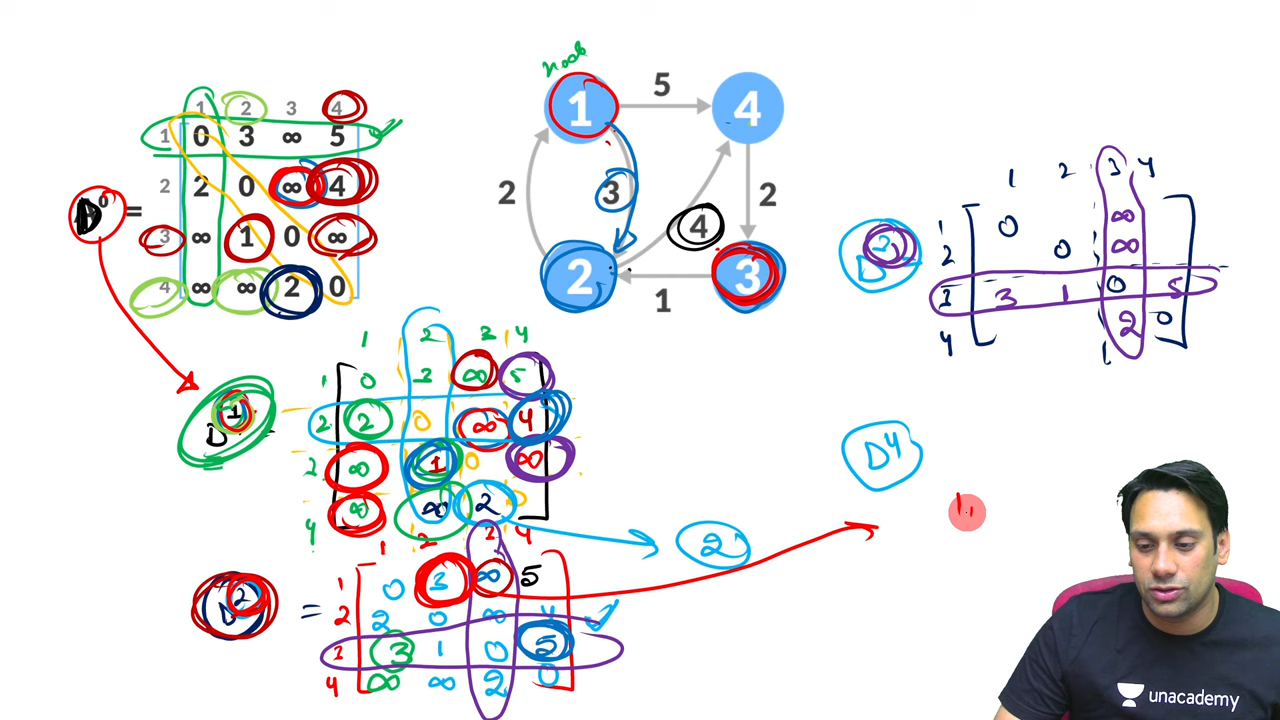 node
1 5 4
2 3 4 2
2 1 3
1 2 3 4
1 0 3 ∞ 5
D⁰ = 2 2 0 ∞ 4
3 ∞ 1 0 ∞
4 ∞ ∞ 2 0
1 2 3 4
1 0 ∞
D³ 2 0 ∞
3 3 1 0 5
4 2 0
1 2 3 4
1 0 3 ∞ 5
D¹ 2 2 0 ∞ 4
∞ 1 0 ∞
4 ∞ ∞ 2 0
2
D⁴
1 2 3 4
1 0 3 ∞ 5
D² = 2 2 0 ∞ 4
3 3 1 0 5
4 ∞ ∞ 2 0
unacademy